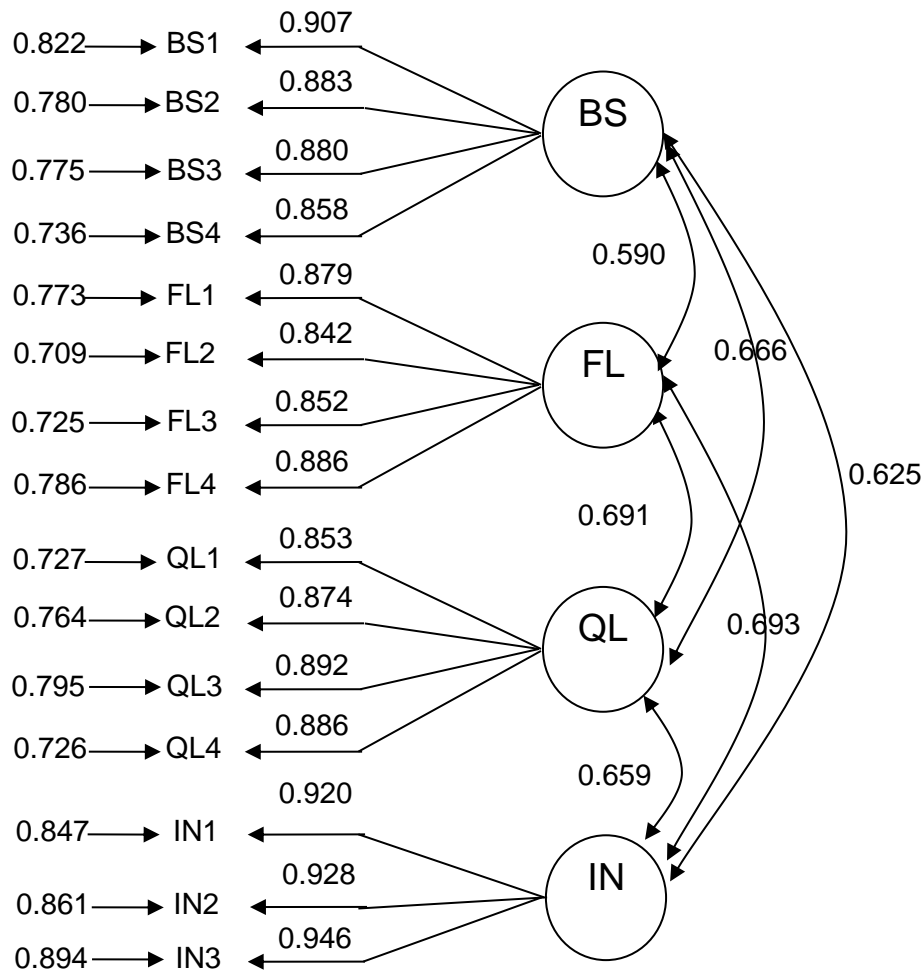 0.907
0.822 BS1
0.883
0.780 BS2
BS
0.880
0.775 BS3
0.858
0.736 BS4
0.590
0.879
0.773 FL1
0.842
0.709 FL2
0.666
FL
0.852
0.725 FL3
0.886
0.786 FL4
0.625
0.691
0.853
0.727 QL1
0.874
0.764 QL2
QL
0.693
0.892
0.795 QL3
0.886
0.726 QL4
0.659
0.920
0.847 IN1
0.928
IN
0.861 IN2
0.946
0.894 IN3